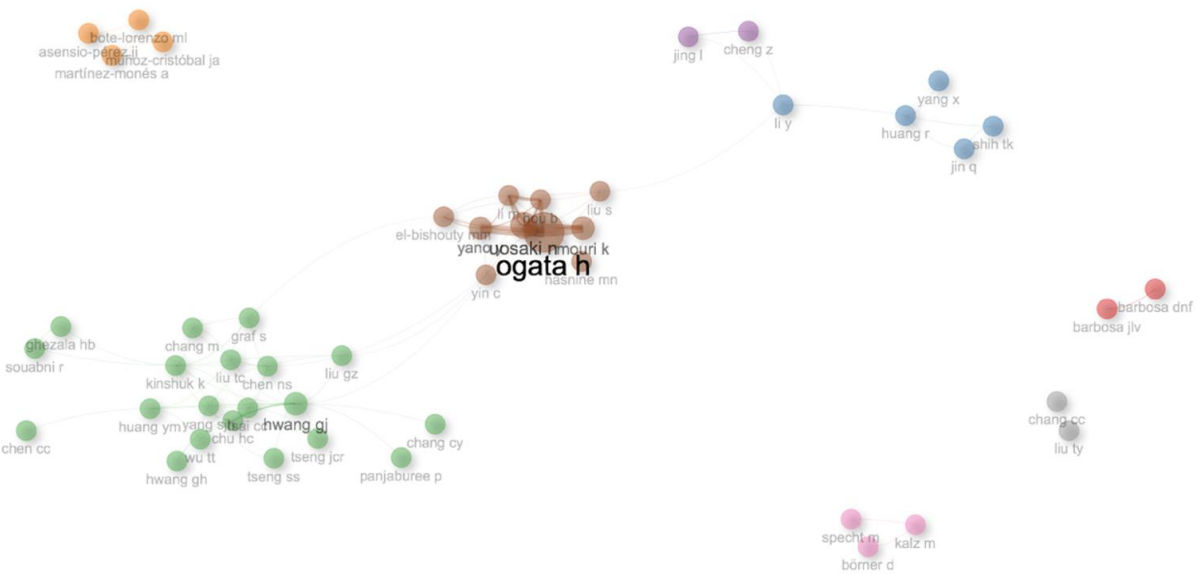 bote-lorenzo ml
asensio-pérez ji
muñoz-cristóbal ja
martínez-monés a
jing l
cheng z
li y
yang x
huang r
shih tk
jin q
li m
hou b
liu s
el-bishouty mm
uosaki n
mouri k
ogata h
hasnine mn
yin c
barbosa dnf
barbosa jlv
ghezala hb
souabni r
chang m
graf s
kinshuk k
liu tc
chen ns
liu gz
huang ym
hwang gj
chu hc
chen cc
wu tt
hwang gh
tseng ss
tseng jcr
chang cy
panjaburee p
chang cc
liu ty
specht m
kalz m
börner d